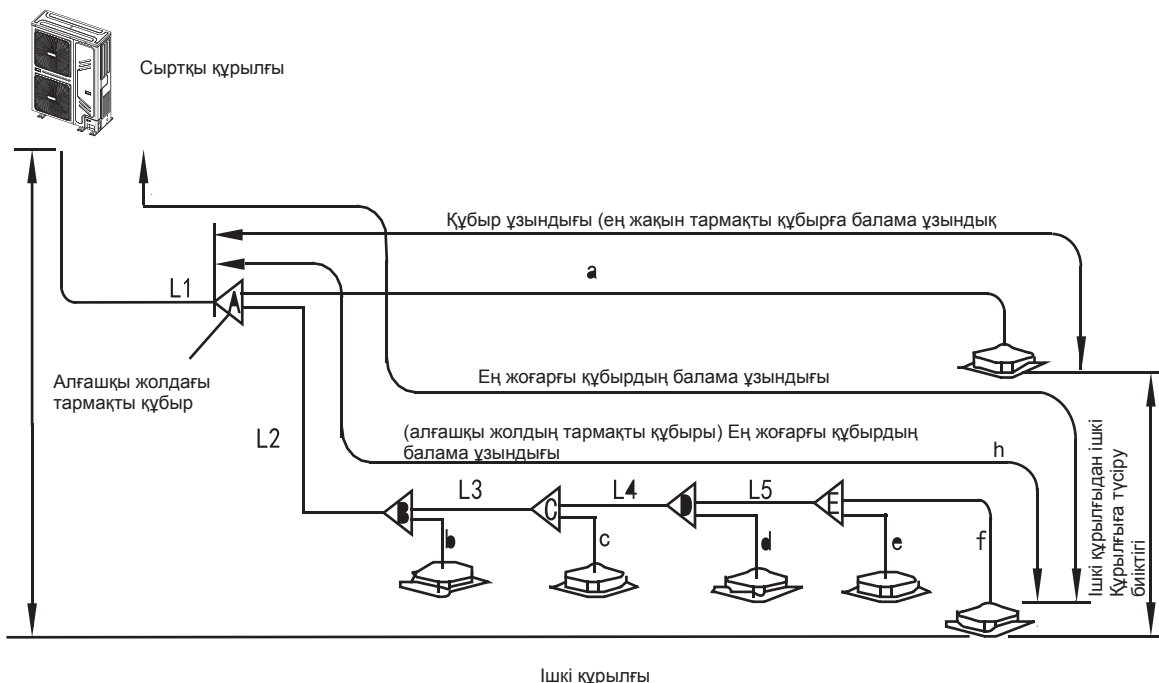 Сыртқы құрылғы
Құбыр ұзындығы (ең жақын тармақты құбырға балама ұзындық
a
L1
A
Алғашқы жолдағы
тармақты құбыр
Ең жоғарғы құбырдың балама ұзындығы
L2
(алғашқы жолдың тармақты құбыры) Ең жоғарғы құбырдың
балама ұзындығы
h
L3
L4
L5
B
C
D
E
b
c
d
e
f
Ішкі құрылғыдан ішкі
Құрылғыға түсіру
биіктігі
Ішкі құрылғы